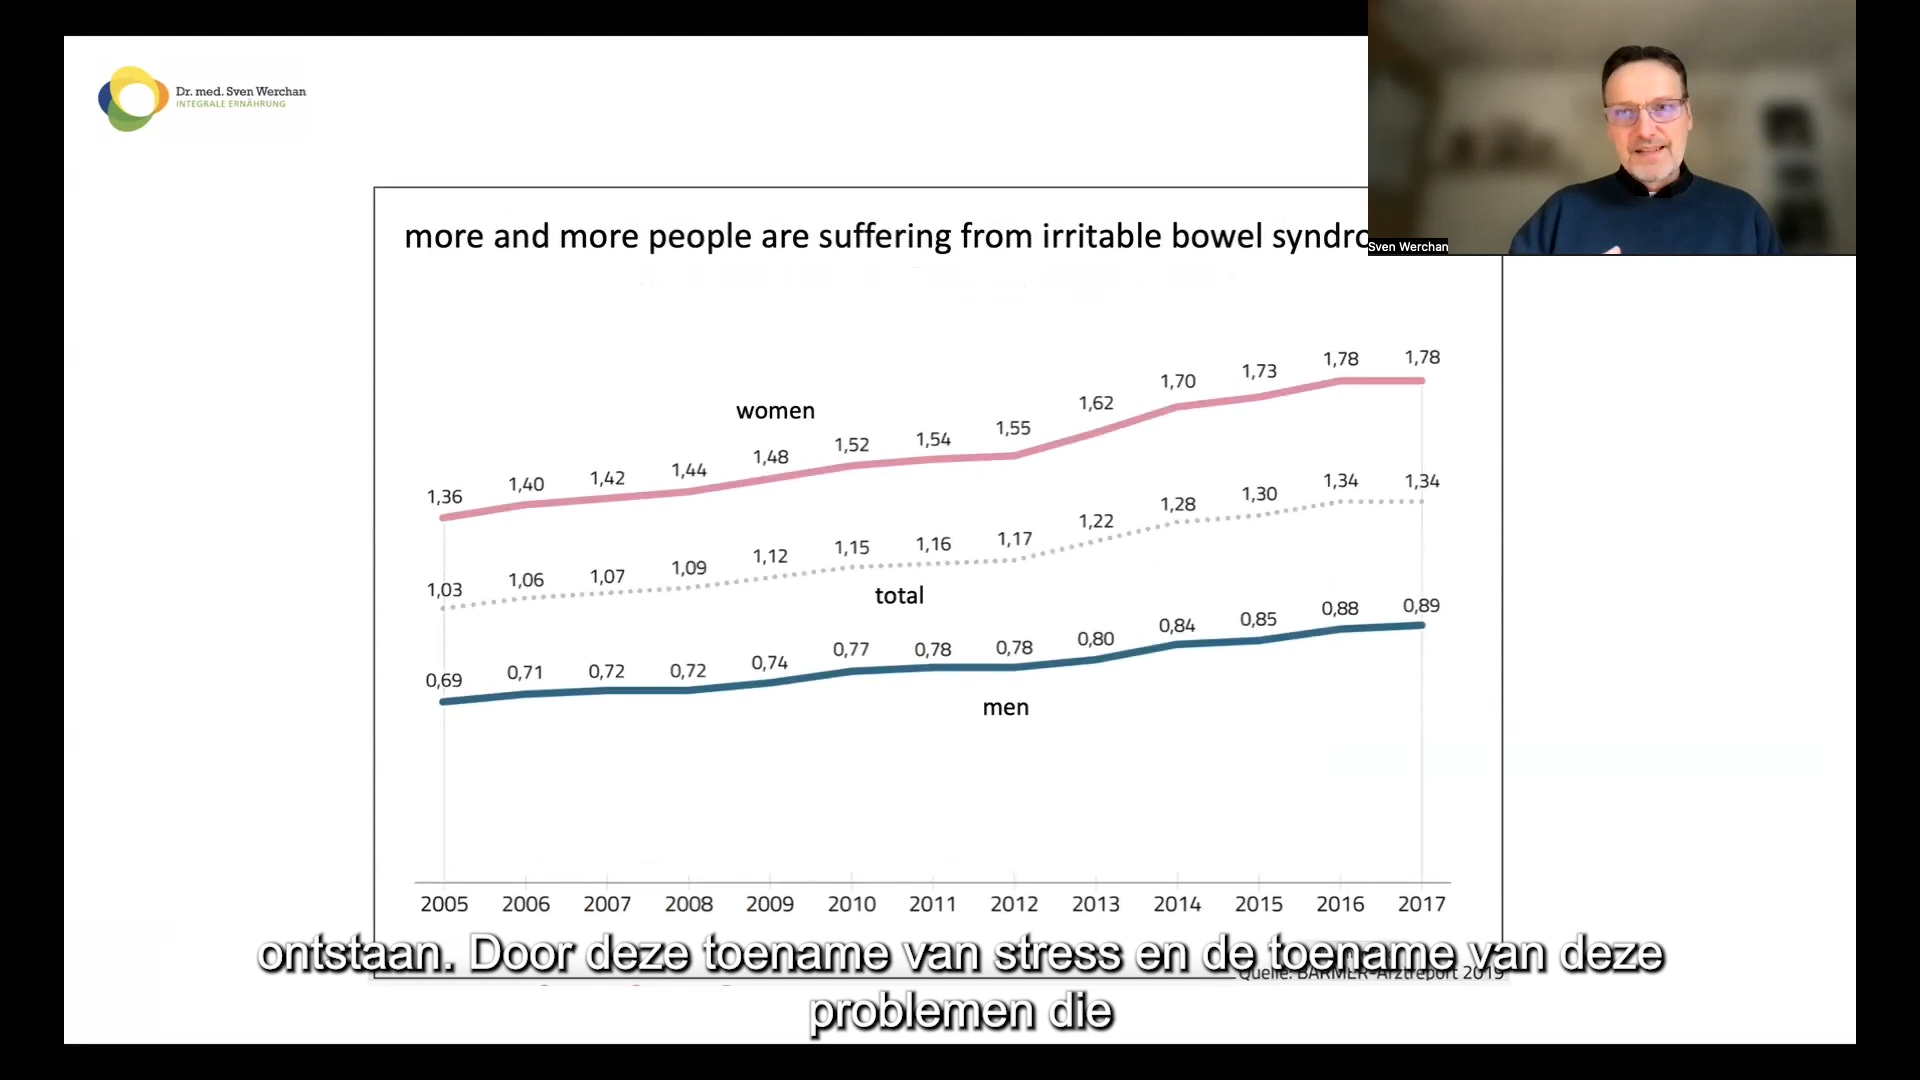 Dr. med. Sven Werchan
INTEGRALE ERNÄHRUNG
Sven Werchan
more and more people are suffering from irritable bowel syndro
women
1,36 1,40 1,42 1,44 1,48 1,52 1,54 1,55 1,62 1,70 1,73 1,78 1,78
1,03 1,06 1,07 1,09 1,12 1,15 1,16 1,17 1,22 1,28 1,30 1,34 1,34
total
0,69 0,71 0,72 0,72 0,74 0,77 0,78 0,78 0,80 0,84 0,85 0,88 0,89
men
2005 2006 2007 2008 2009 2010 2011 2012 2013 2014 2015 2016 2017
Quelle: BARMER-Arztreport 2019
ontstaan. Door deze toename van stress en de toename van deze
problemen die